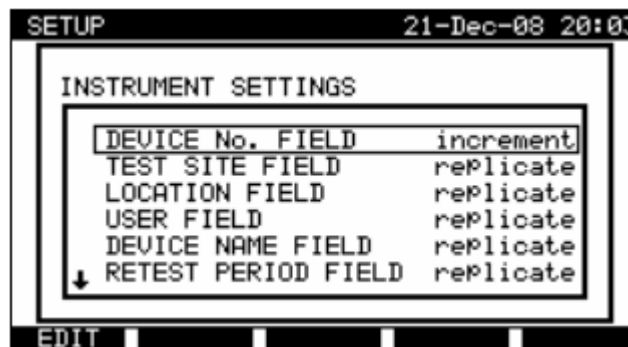 SETUP 21-Dec-08 20:03
INSTRUMENT SETTINGS
DEVICE No. FIELD increment
TEST SITE FIELD replicate
LOCATION FIELD replicate
USER FIELD replicate
DEVICE NAME FIELD replicate
↓ RETEST PERIOD FIELD replicate
EDIT